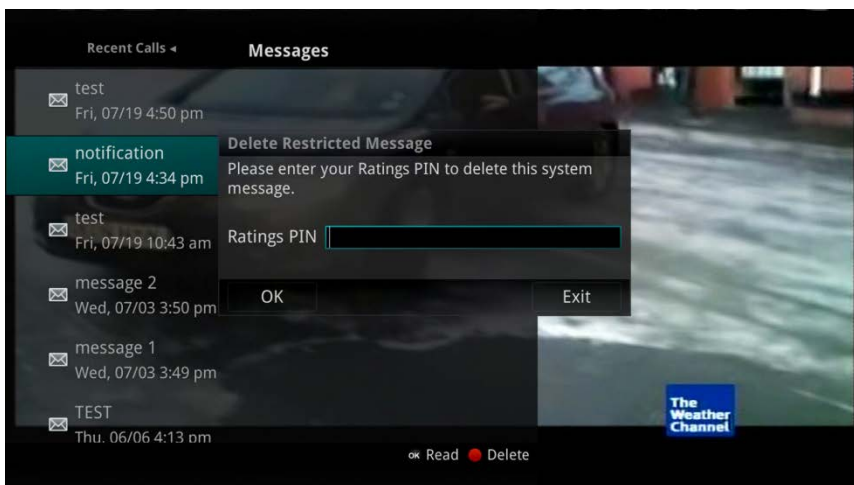 Recent Calls ◂
Messages
test
Fri, 07/19 4:50 pm
notification
Fri, 07/19 4:34 pm
test
Fri, 07/19 10:43 am
message 2
Wed, 07/03 3:50 pm
message 1
Wed, 07/03 3:49 pm
TEST
Thu, 06/06 4:13 pm
Delete Restricted Message
Please enter your Ratings PIN to delete this system
message.
Ratings PIN
OK
Exit
The
Weather
Channel
OK Read Delete